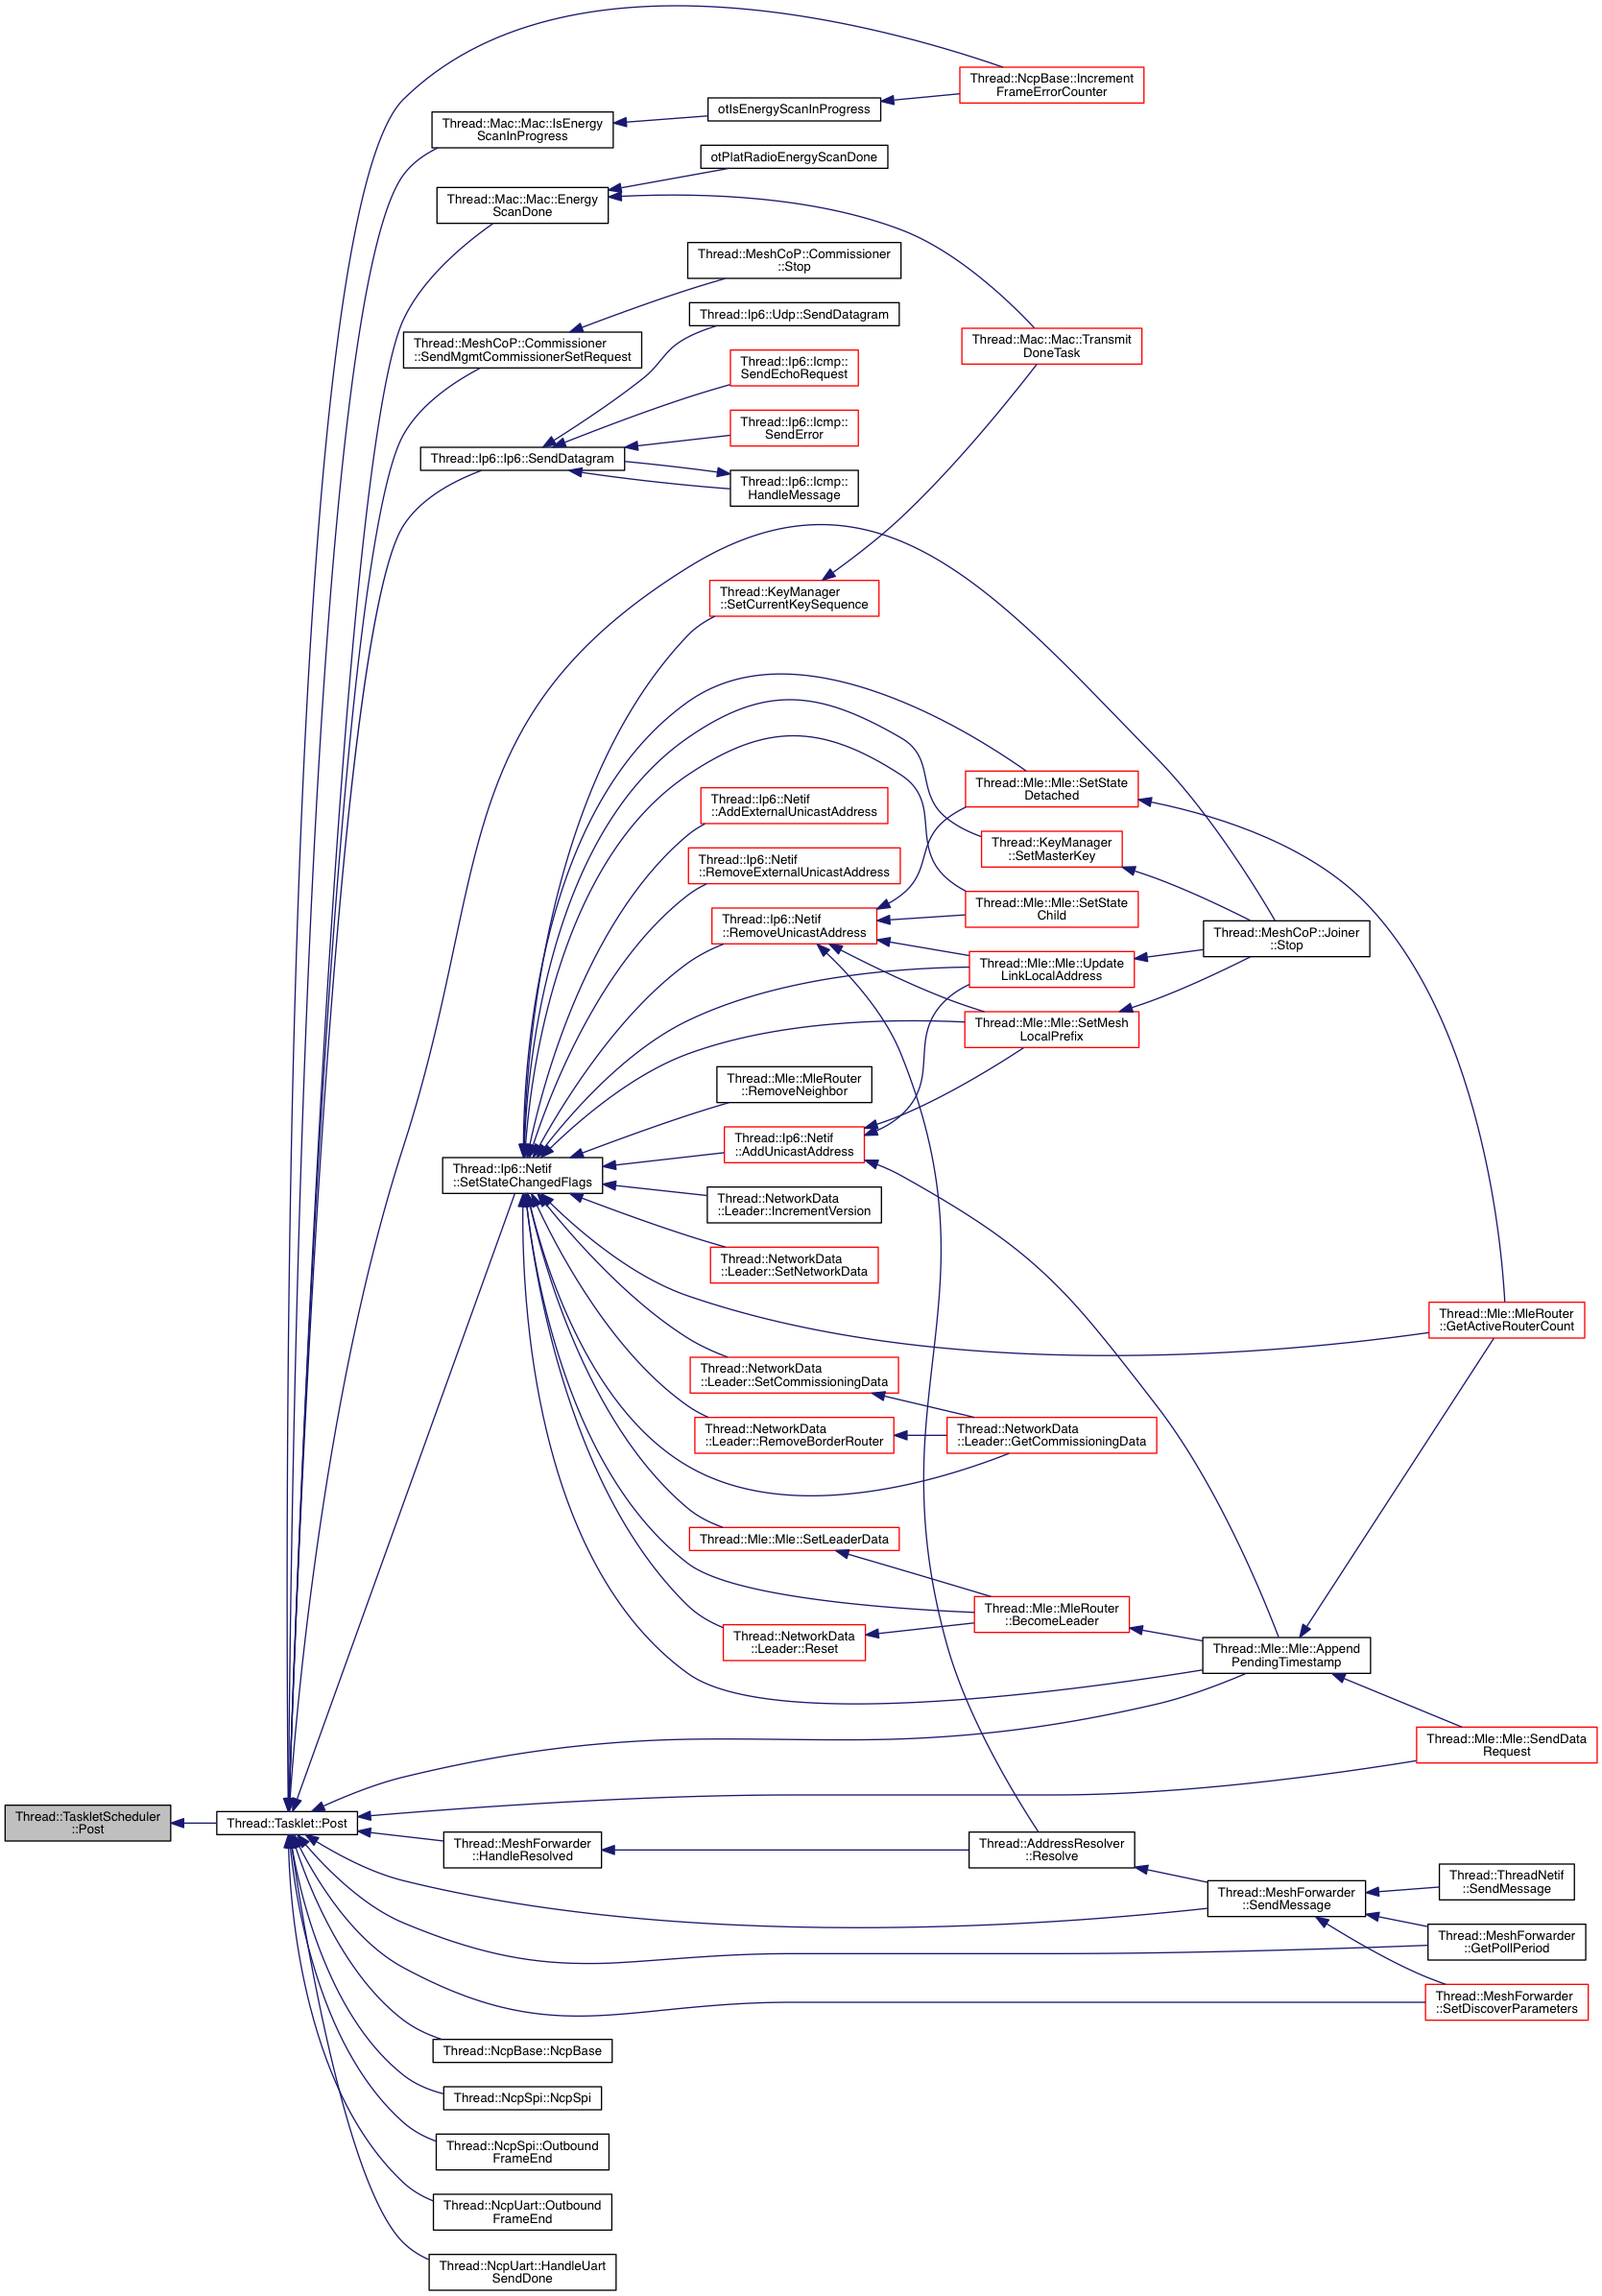 Thread::NcpBase::Increment
FrameErrorCounter
otIsEnergyScanInProgress
Thread::Mac::Mac::IsEnergy
ScanInProgress
otPlatRadioEnergyScanDone
Thread::Mac::Mac::Energy
ScanDone
Thread::MeshCoP::Commissioner
::Stop
Thread::Ip6::Udp::SendDatagram
Thread::Mac::Mac::Transmit
DoneTask
Thread::MeshCoP::Commissioner
::SendMgmtCommissionerSetRequest
Thread::Ip6::Icmp::
SendEchoRequest
Thread::Ip6::Icmp::
SendError
Thread::Ip6::Ip6::SendDatagram
Thread::Ip6::Icmp::
HandleMessage
Thread::KeyManager
::SetCurrentKeySequence
Thread::Mle::Mle::SetState
Detached
Thread::Ip6::Netif
::AddExternalUnicastAddress
Thread::KeyManager
::SetMasterKey
Thread::Ip6::Netif
::RemoveExternalUnicastAddress
Thread::Mle::Mle::SetState
Child
Thread::Ip6::Netif
::RemoveUnicastAddress
Thread::MeshCoP::Joiner
::Stop
Thread::Mle::Mle::Update
LinkLocalAddress
Thread::Mle::Mle::SetMesh
LocalPrefix
Thread::Mle::MleRouter
::RemoveNeighbor
Thread::Ip6::Netif
::AddUnicastAddress
Thread::Ip6::Netif
::SetStateChangedFlags
Thread::NetworkData
::Leader::IncrementVersion
Thread::NetworkData
::Leader::SetNetworkData
Thread::Mle::MleRouter
::GetActiveRouterCount
Thread::NetworkData
::Leader::SetCommissioningData
Thread::NetworkData
::Leader::RemoveBorderRouter
Thread::NetworkData
::Leader::GetCommissioningData
Thread::Mle::Mle::SetLeaderData
Thread::Mle::MleRouter
::BecomeLeader
Thread::NetworkData
::Leader::Reset
Thread::Mle::Mle::Append
PendingTimestamp
Thread::Mle::Mle::SendData
Request
Thread::TaskletScheduler
::Post
Thread::Tasklet::Post
Thread::MeshForwarder
::HandleResolved
Thread::AddressResolver
::Resolve
Thread::ThreadNetif
::SendMessage
Thread::MeshForwarder
::SendMessage
Thread::MeshForwarder
::GetPollPeriod
Thread::MeshForwarder
::SetDiscoverParameters
Thread::NcpBase::NcpBase
Thread::NcpSpi::NcpSpi
Thread::NcpSpi::Outbound
FrameEnd
Thread::NcpUart::Outbound
FrameEnd
Thread::NcpUart::HandleUart
SendDone